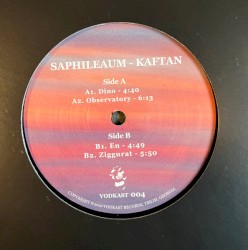 SAPHILEAUM - KAFTAN
Side A
A1. Dino - 4:40
A2. Observatory - 6:13
Side B
B1. En - 4:49
B2. Ziggurat - 5:50
VODKAST 004